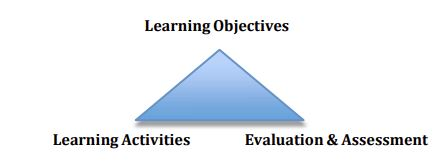 Learning Objectives
Learning Activities
Evaluation & Assessment